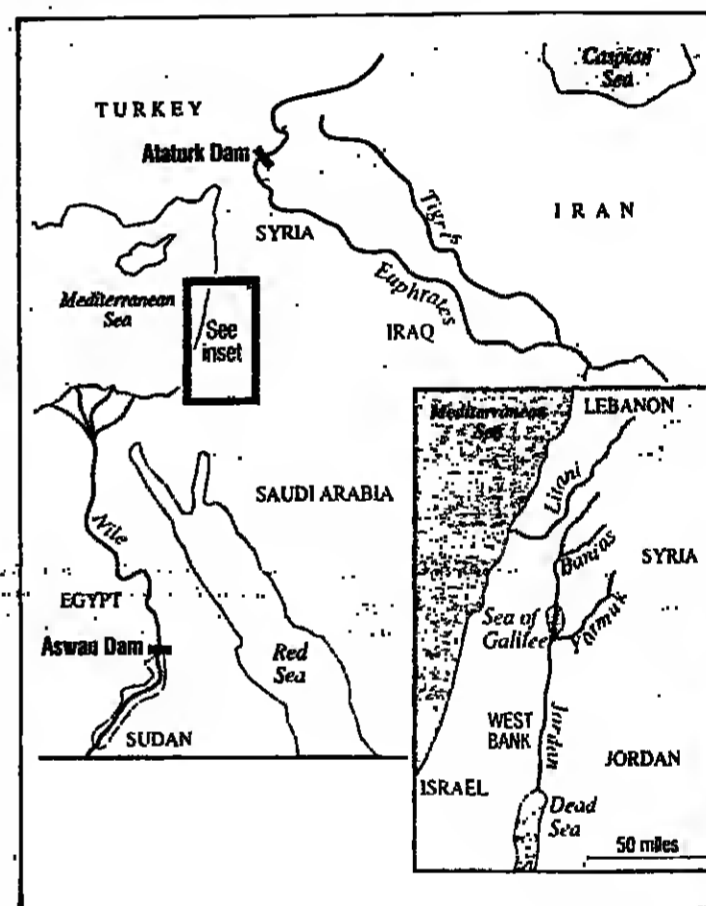 Caspian
Sea
TURKEY
Ataturk Dam
Tigris
IRAN
SYRIA
Mediterranean
Sea
Euphrates
See
inset
IRAQ
Mediterranean
Sea
LEBANON
Litani
SAUDI ARABIA
Nile
Banias
SYRIA
EGYPT
Sea of
Galilee
Yarmuk
Aswan Dam
Red
Sea
WEST
BANK
Jordan
SUDAN
JORDAN
ISRAEL
Dead
Sea
50 miles